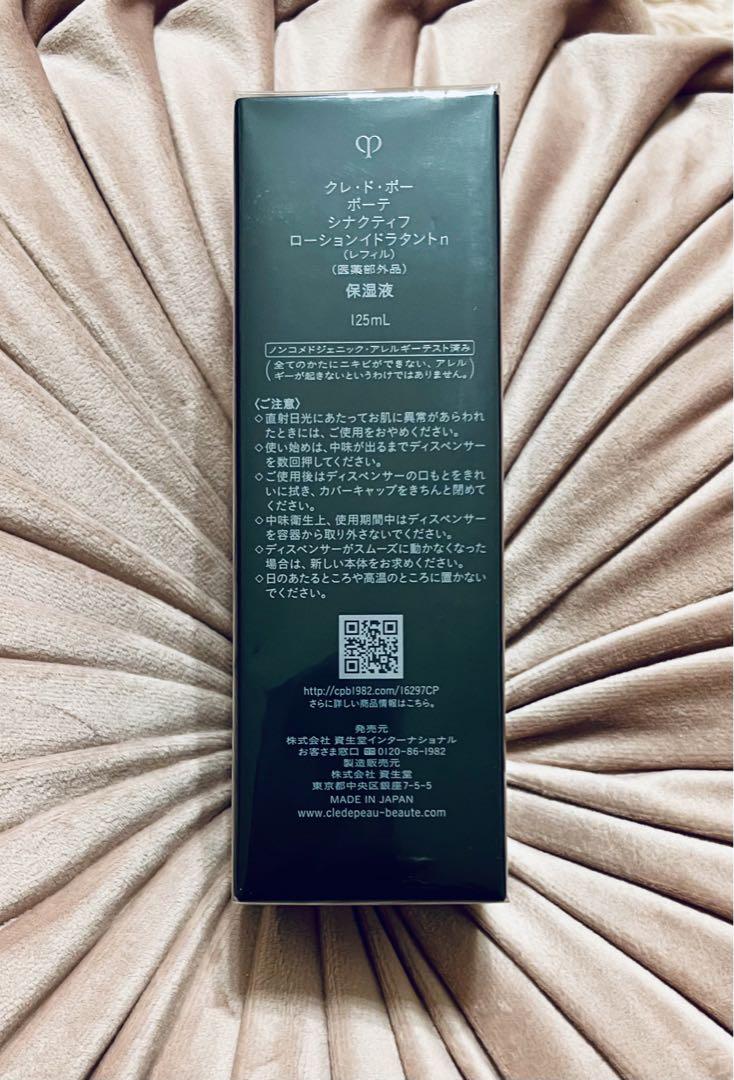 クレ・ド・ポー
ボーテ
シナクティフ
ローションイドラタントn
(レフィル)
(医薬部外品)
保湿液
125mL
ノンコメドジェニック・アレルギーテスト済み
(全てのかたにニキビができない、アレル
ギーが起きないというわけではありません。)
〈ご注意〉
◇直射日光にあたってお肌に異常があらわれ
たときには、ご使用をおやめください。
◇使い始めは、中味が出るまでディスペンサー
を数回押してください。
◇ご使用後はディスペンサーの口もとをきれ
いに拭き、カバーキャップをきちんと閉めて
ください。
◇中味衛生上、使用期間中はディスペンサー
を容器から取り外さないでください。
◇ディスペンサーがスムーズに動かなくなった
場合は、新しい本体をお求めください。
◇日のあたるところや高温のところに置かない
でください。
http://cpb1982.com/16297CP
さらに詳しい商品情報はこちら。
発売元
株式会社 資生堂インターナショナル
お客さま窓口 0120-86-1982
製造販売元
株式会社 資生堂
東京都中央区銀座7-5-5
MADE IN JAPAN
www.cledepeau-beaute.com